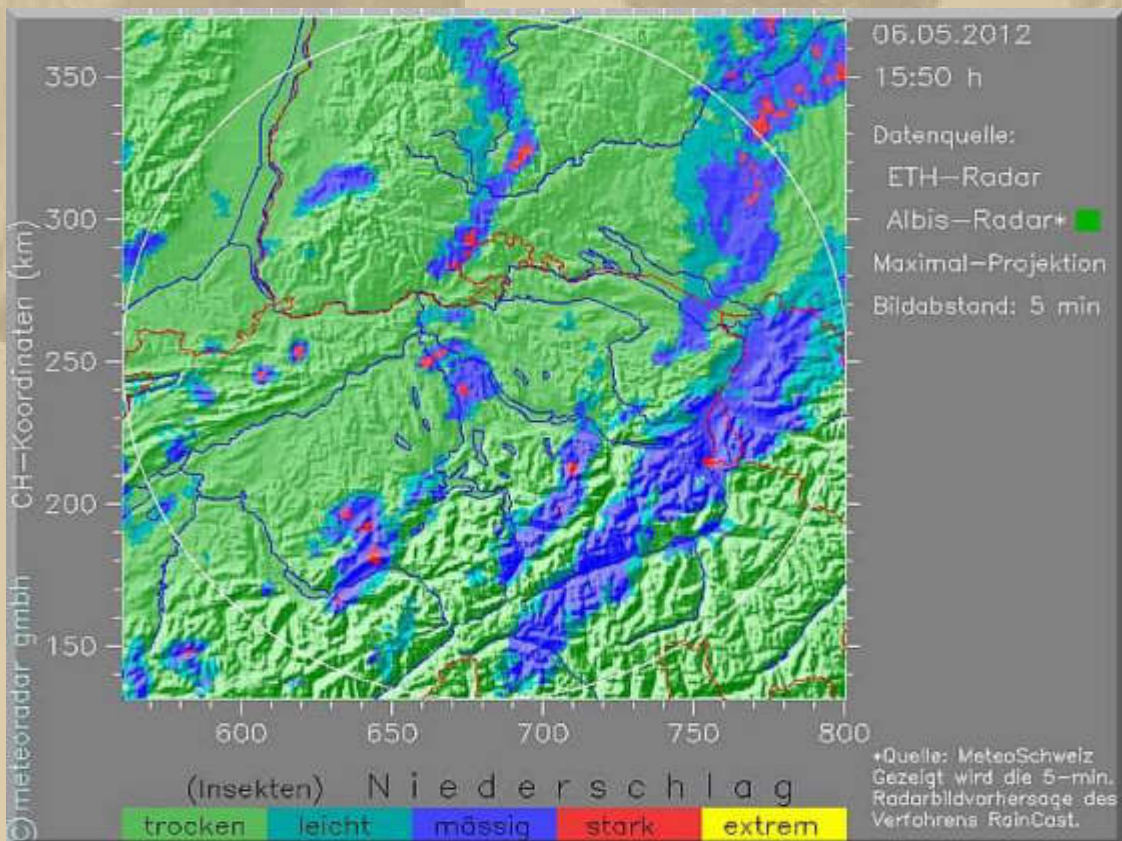 06.05.2012
15:50 h
Datenquelle:
ETH-Radar
Albis-Radar*
Maximal-Projektion
Bildabstand: 5 min
350
300
250
200
150
600
650
700
750
800
CH-Koordinaten (km)
© meteoradar gmbh
*Quelle: MeteoSchweiz
Gezeigt wird die 5-min.
Radarbildvorhersage des
Verfahrens RainCast.
(Insekten) Niederschlag
trocken leicht mässig stark extrem